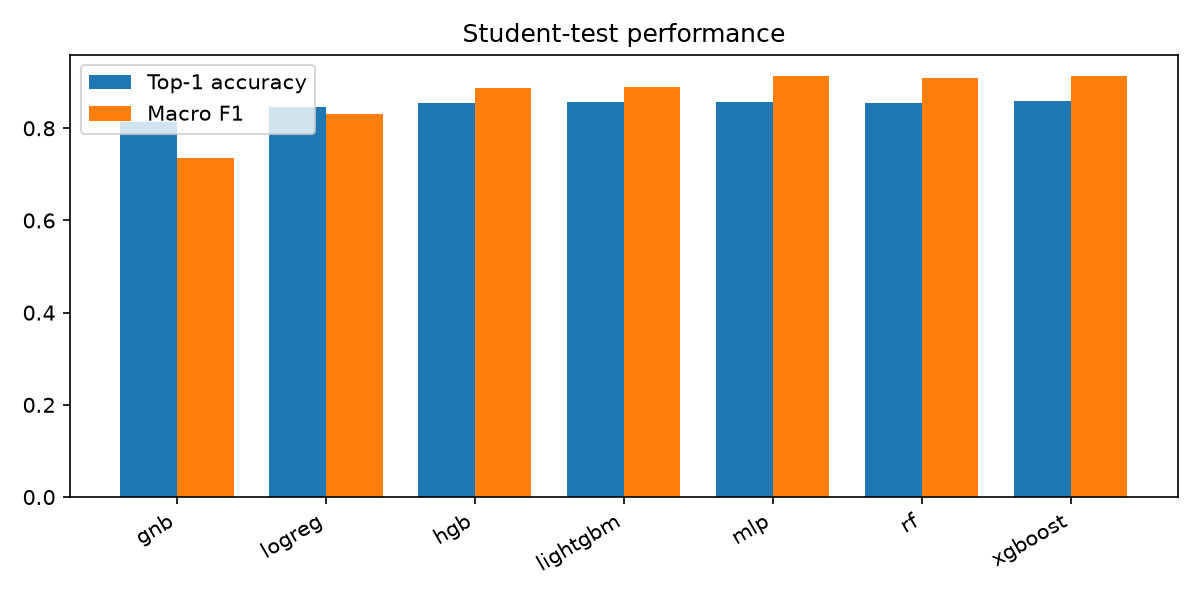 Student-test performance
Top-1 accuracy
Macro F1
0.8
0.6
0.4
0.2
0.0
gnb
logreg
hgb
lightgbm
mlp
rf
xgboost